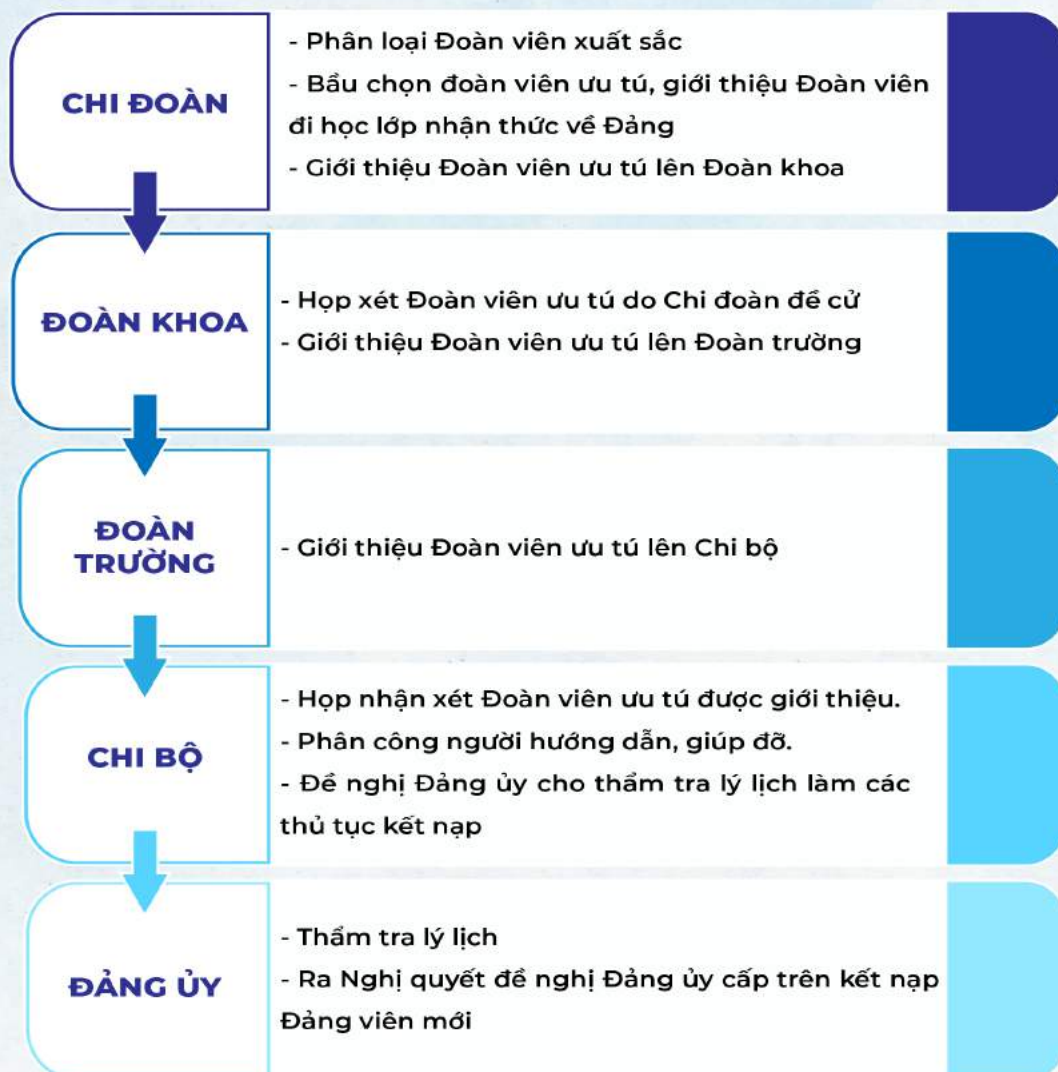 CHI ĐOÀN
- Phân loại Đoàn viên xuất sắc
- Bầu chọn đoàn viên ưu tú, giới thiệu Đoàn viên
đi học lớp nhận thức về Đảng
- Giới thiệu Đoàn viên ưu tú lên Đoàn khoa
ĐOÀN KHOA
- Họp xét Đoàn viên ưu tú do Chi đoàn đề cử
- Giới thiệu Đoàn viên ưu tú lên Đoàn trường
ĐOÀN
TRƯỜNG
- Giới thiệu Đoàn viên ưu tú lên Chi bộ
CHI BỘ
- Họp nhận xét Đoàn viên ưu tú được giới thiệu.
- Phân công người hướng dẫn, giúp đỡ.
- Đề nghị Đảng ủy cho thẩm tra lý lịch làm các
thủ tục kết nạp
ĐẢNG ỦY
- Thẩm tra lý lịch
- Ra Nghị quyết đề nghị Đảng ủy cấp trên kết nạp
Đảng viên mới